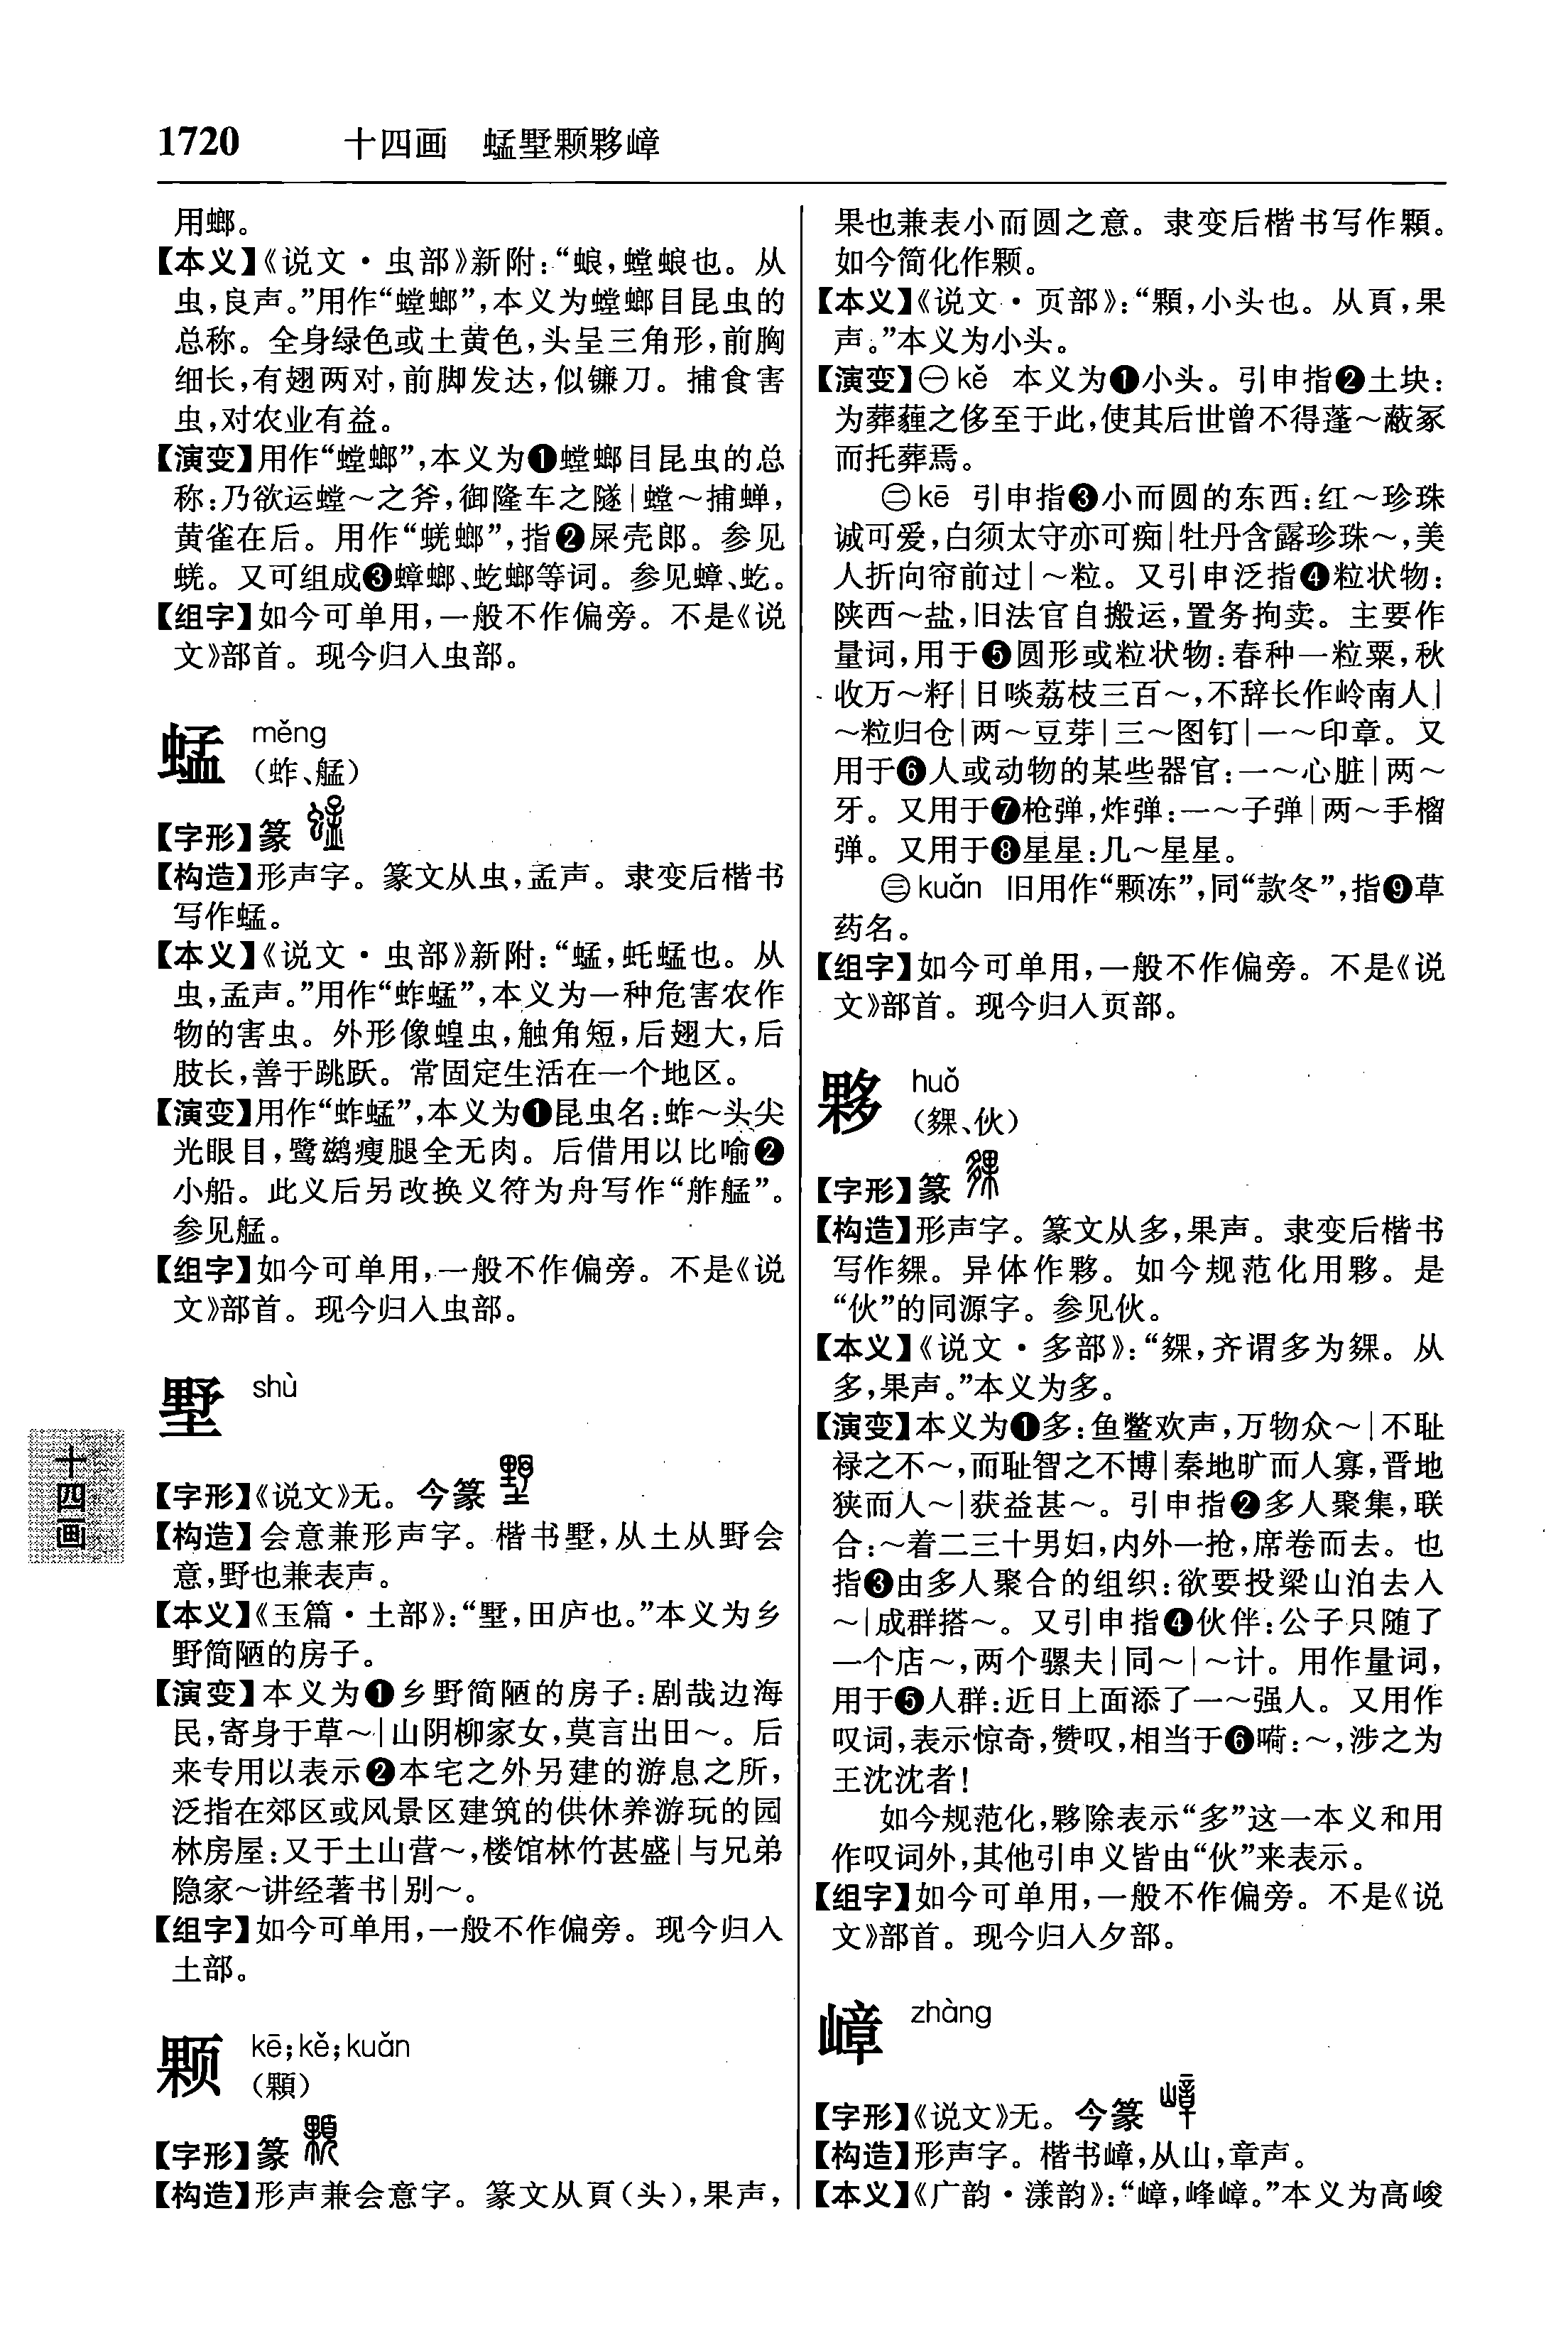 1720 十四画 蜢墅颗夥嶂
用螂。
【本义】《说文·虫部》新附:“蜋,螳蜋也。从
虫,良声。”用作“螳螂”,本义为螳螂目昆虫的
总称。全身绿色或土黄色,头呈三角形,前胸
细长,有翅两对,前脚发达,似镰刀。捕食害
虫,对农业有益。
【演变】用作“螳螂”,本义为❶螳螂目昆虫的总
称:乃欲运螳～之斧,御隆车之隧|螳～捕蝉,
黄雀在后。用作“蜣螂”,指❷屎壳郎。参见
蜣。又可组成❸蟑螂、虼螂等词。参见蟑、虼。
【组字】如今可单用,一般不作偏旁。不是《说
文》部首。现今归入虫部。
蜢 měng
(蚱、艋)
【字形】篆
【构造】形声字。篆文从虫,孟声。隶变后楷书
写作蜢。
【本义】《说文·虫部》新附:“蜢,虴蜢也。从
虫,孟声。”用作“蚱蜢”,本义为一种危害农作
物的害虫。外形像蝗虫,触角短,后翅大,后
肢长,善于跳跃。常固定生活在一个地区。
【演变】用作“蚱蜢”,本义为❶昆虫名:蚱～头尖
光眼目,鹭鹚瘦腿全无肉。后借用以比喻❷
小船。此义后另改换义符为舟写作“舴艋”。
参见艋。
【组字】如今可单用,一般不作偏旁。不是《说
文》部首。现今归入虫部。
墅 shù
【字形】《说文》无。今篆
【构造】会意兼形声字。楷书墅,从土从野会
意,野也兼表声。
【本义】《玉篇·土部》:“墅,田庐也。”本义为乡
野简陋的房子。
【演变】本义为❶乡野简陋的房子:剧哉边海
民,寄身于草～|山阴柳家女,莫言出田～。后
来专用以表示❷本宅之外另建的游息之所,
泛指在郊区或风景区建筑的供休养游玩的园
林房屋:又于土山营～,楼馆林竹甚盛|与兄弟
隐家～讲经著书|别～。
【组字】如今可单用,一般不作偏旁。现今归入
土部。
颗 kē;kě;kuǎn
(顆)
【字形】篆
【构造】形声兼会意字。篆文从頁(头),果声,
果也兼表小而圆之意。隶变后楷书写作顆。
如今简化作颗。
【本义】《说文·页部》:“顆,小头也。从頁,果
声。”本义为小头。
【演变】㊀kě 本义为❶小头。引申指❷土块:
为葬薶之侈至于此,使其后世曾不得蓬～蔽冢
而托葬焉。
㊁kē 引申指❸小而圆的东西:红～珍珠
诚可爱,白须太守亦可痴|牡丹含露珍珠～,美
人折向帘前过|～粒。又引申泛指❹粒状物:
陕西～盐,旧法官自搬运,置务拘卖。主要作
量词,用于❺圆形或粒状物:春种一粒粟,秋
收万～籽|日啖荔枝三百～,不辞长作岭南人|
～粒归仓|两～豆芽|三～图钉|一～印章。又
用于❻人或动物的某些器官:一～心脏|两～
牙。又用于❼枪弹,炸弹:一～子弹|两～手榴
弹。又用于❽星星:几～星星。
㊂kuǎn 旧用作“颗冻”,同“款冬”,指❾草
药名。
【组字】如今可单用,一般不作偏旁。不是《说
文》部首。现今归入页部。
夥 huǒ
(錁、伙)
【字形】篆
【构造】形声字。篆文从多,果声。隶变后楷书
写作。异体作夥。如今规范化用夥。是
“伙”的同源字。参见伙。
【本义】《说文·多部》:“,齐谓多为。从
多,果声。”本义为多。
【演变】本义为❶多:鱼鳖欢声,万物众～|不耻
禄之不～,而耻智之不博|秦地旷而人寡,晋地
狭而人～|获益甚～。引申指❷多人聚集,联
合:～着二三十男妇,内外一抢,席卷而去。也
指❸由多人聚合的组织:欲要投梁山泊去入
～|成群搭～。又引申指❹伙伴:公子只随了
一个店～,两个骡夫|同～|～计。用作量词,
用于❺人群:近日上面添了一～强人。又用作
叹词,表示惊奇,赞叹,相当于❻嗬:～,涉之为
王沈沈者!
如今规范化,夥除表示“多”这一本义和用
作叹词外,其他引申义皆由“伙”来表示。
【组字】如今可单用,一般不作偏旁。不是《说
文》部首。现今归入夕部。
嶂 zhàng
【字形】《说文》无。今篆
【构造】形声字。楷书嶂,从山,章声。
【本义】《广韵·漾韵》:“嶂,峰嶂。”本义为高峻
十四画